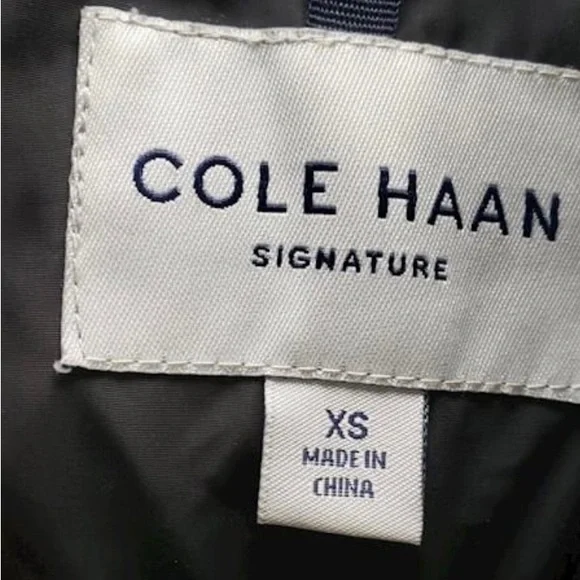 COLE HAAN
SIGNATURE
XS
MADE IN
CHINA